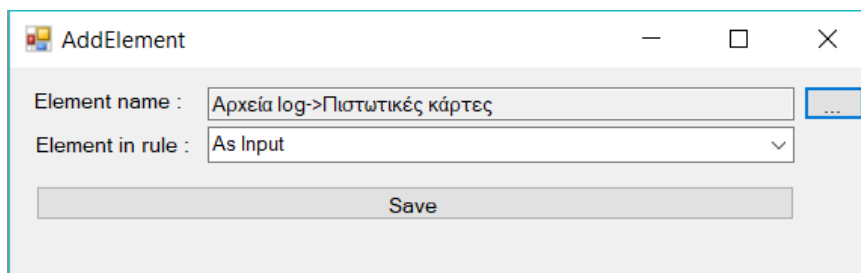 AddElement
Element name : Αρχεία log->Πιστωτικές κάρτες ...
Element in rule : As Input
Save